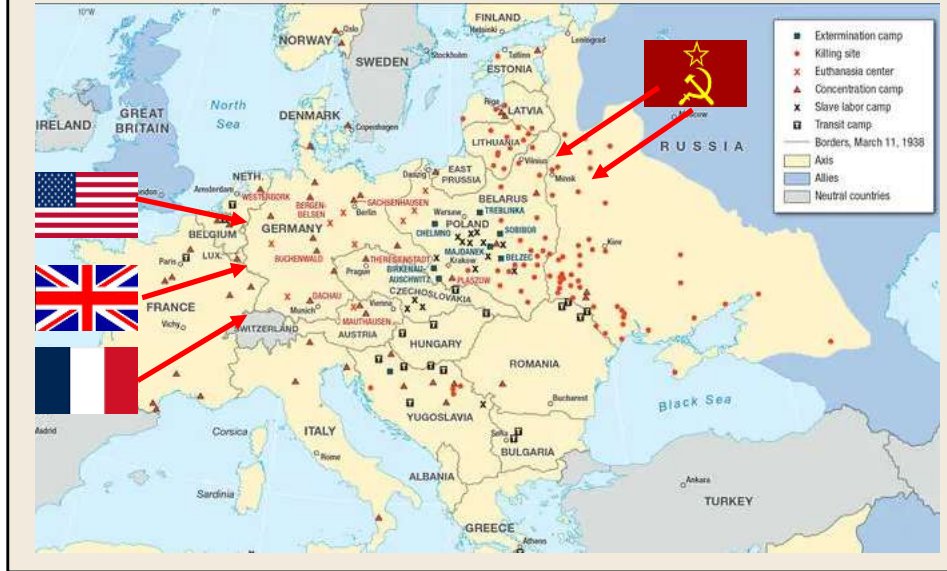 10°W
0°
10°E
FINLAND
Helsinki
Leningrad
NORWAY
Oslo
Stockholm
Tallinn
SWEDEN
ESTONIA
North
Sea
GREAT
BRITAIN
IRELAND
DENMARK
Copenhagen
Riga
LATVIA
LITHUANIA
Vilnius
Moscow
RUSSIA
Danzig
EAST
PRUSSIA
Minsk
BELARUS
NETH.
Amsterdam
London
WESTERBORK
BERGEN-
BELSEN
SACHSENHAUSEN
Berlin
Warsaw
TREBLINKA
POLAND
CHELMNO
SOBIBOR
GERMANY
BELGIUM
LUX.
Paris
BUCHENWALD
THERESIENSTADT
Prague
MAJDANEK
BELZEC
Krakow
BIRKENAU
AUSCHWITZ
PLASZOW
Kiev
CZECHOSLOVAKIA
FRANCE
DACHAU
Munich
Vienna
MAUTHAUSEN
Vichy
SWITZERLAND
AUSTRIA
HUNGARY
ROMANIA
Bucharest
Black Sea
YUGOSLAVIA
Madrid
Corsica
ITALY
Rome
Sofia
BULGARIA
Sardinia
ALBANIA
Ankara
TURKEY
GREECE
Athens
Extermination camp
Killing site
Euthanasia center
Concentration camp
Slave labor camp
Transit camp
Borders, March 11, 1938
Axis
Allies
Neutral countries